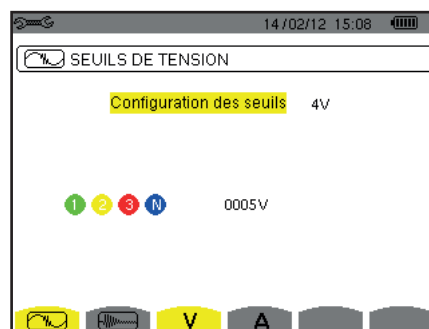 14/02/12 15:08
SEUILS DE TENSION
Configuration des seuils 4V
1 2 3 N 0005V
V A